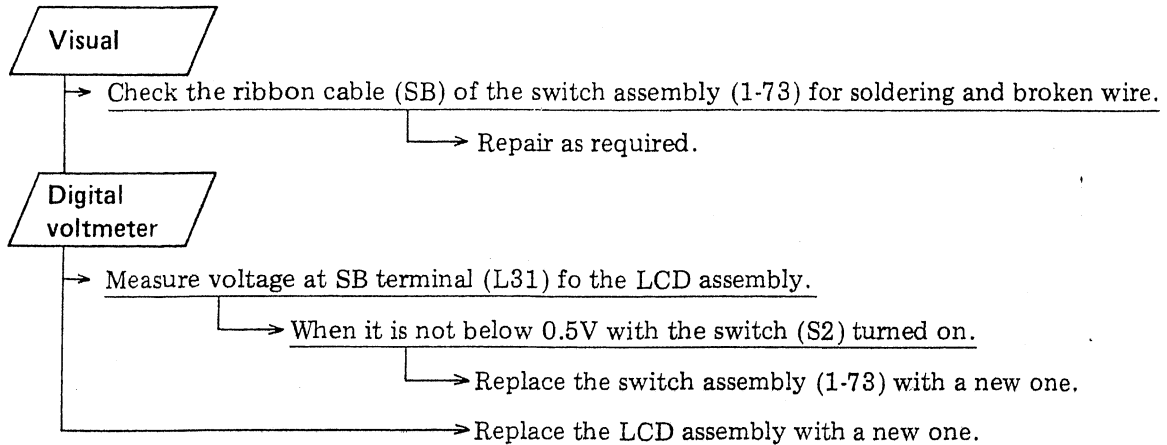 Visual
Check the ribbon cable (SB) of the switch assembly (1-73) for soldering and broken wire.
Repair as required.
Digital
voltmeter
Measure voltage at SB terminal (L31) fo the LCD assembly.
When it is not below 0.5V with the switch (S2) turned on.
Replace the switch assembly (1-73) with a new one.
Replace the LCD assembly with a new one.